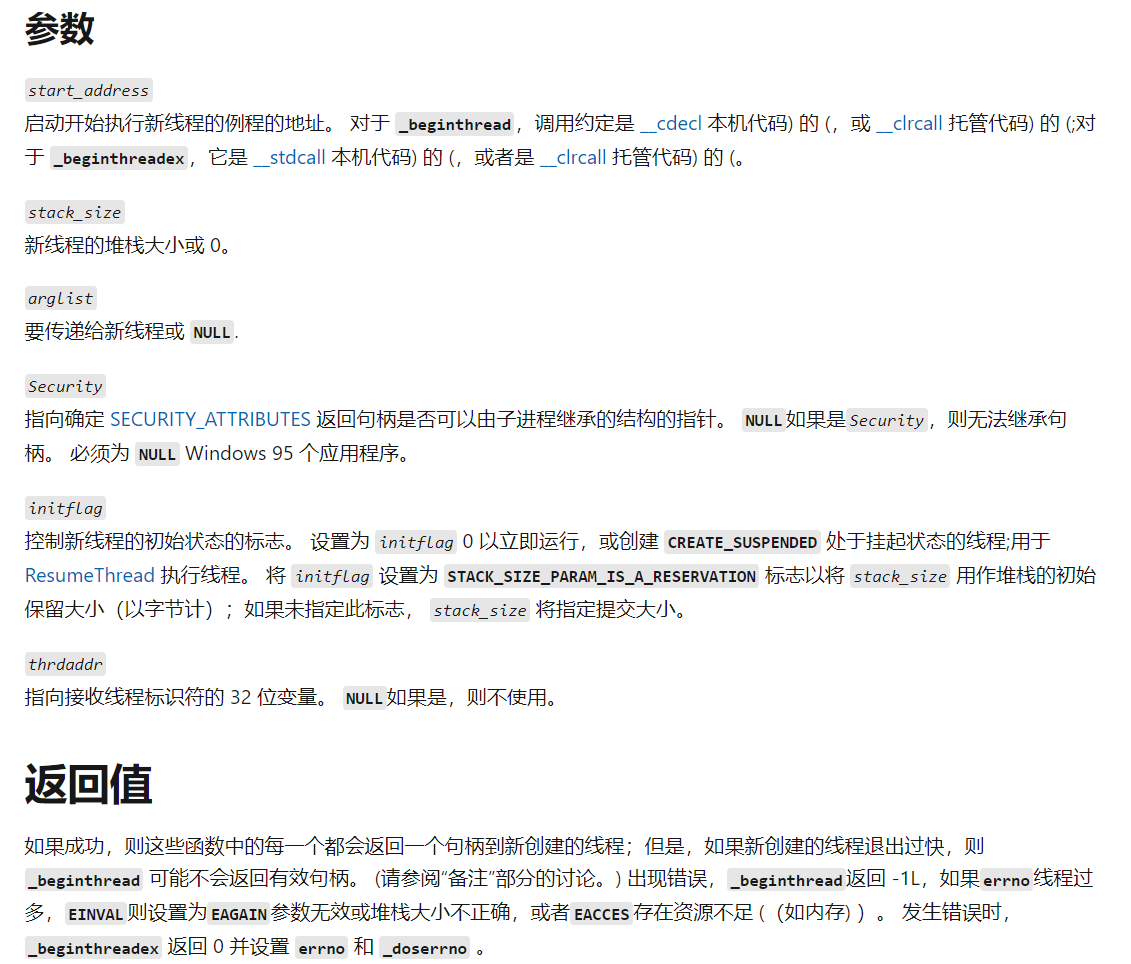 参数
start_address
启动开始执行新线程的例程的地址。 对于 _beginthread，调用约定是 __cdecl 本机代码) 的 (，或 __clrcall 托管代码) 的 (;对
于 _beginthreadex，它是 __stdcall 本机代码) 的 (，或者是 __clrcall 托管代码) 的 (。
stack_size
新线程的堆栈大小或 0。
arglist
要传递给新线程或 NULL.
Security
指向确定 SECURITY_ATTRIBUTES 返回句柄是否可以由子进程继承的结构的指针。 NULL如果是Security，则无法继承句
柄。 必须为 NULL Windows 95 个应用程序。
initflag
控制新线程的初始状态的标志。 设置为 initflag 0 以立即运行，或创建 CREATE_SUSPENDED 处于挂起状态的线程;用于
ResumeThread 执行线程。 将 initflag 设置为 STACK_SIZE_PARAM_IS_A_RESERVATION 标志以将 stack_size 用作堆栈的初始
保留大小（以字节计）；如果未指定此标志， stack_size 将指定提交大小。
thrdaddr
指向接收线程标识符的 32 位变量。 NULL如果是，则不使用。
返回值
如果成功，则这些函数中的每一个都会返回一个句柄到新创建的线程；但是，如果新创建的线程退出过快，则
_beginthread 可能不会返回有效句柄。 (请参阅“备注”部分的讨论。) 出现错误，_beginthread返回 -1L，如果errno线程过
多，EINVAL则设置为EAGAIN参数无效或堆栈大小不正确，或者EACCES存在资源不足 (（如内存) ）。 发生错误时，
_beginthreadex 返回 0 并设置 errno 和 _doserrno 。